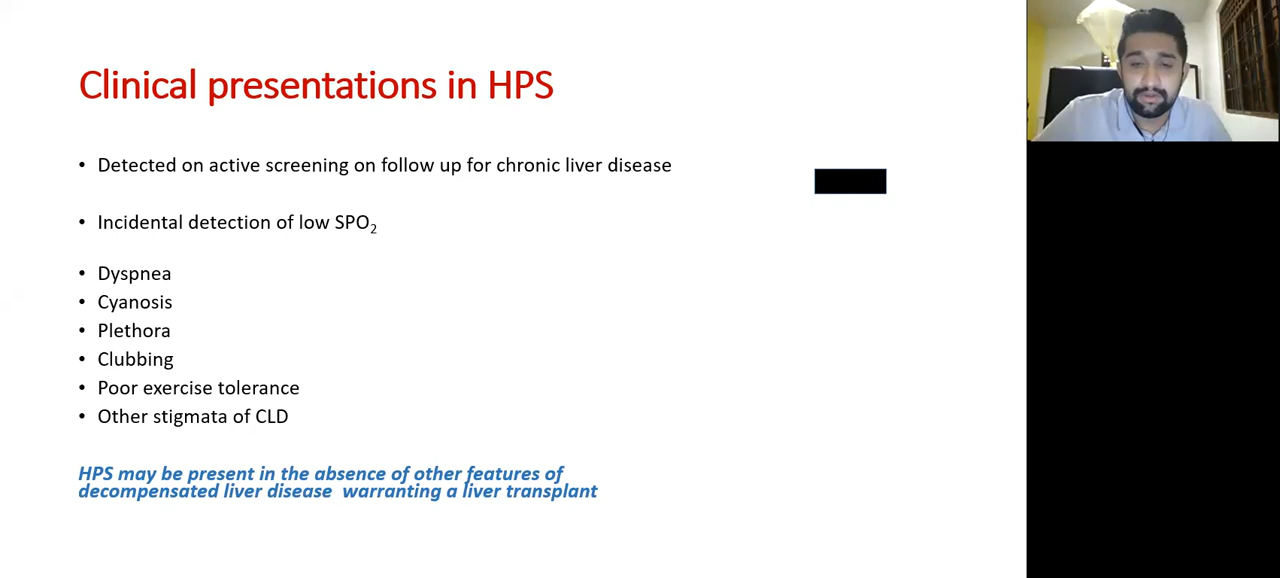 Clinical presentations in HPS
• Detected on active screening on follow up for chronic liver disease
• Incidental detection of low SPO₂
• Dyspnea
• Cyanosis
• Plethora
• Clubbing
• Poor exercise tolerance
• Other stigmata of CLD
HPS may be present in the absence of other features of
decompensated liver disease warranting a liver transplant